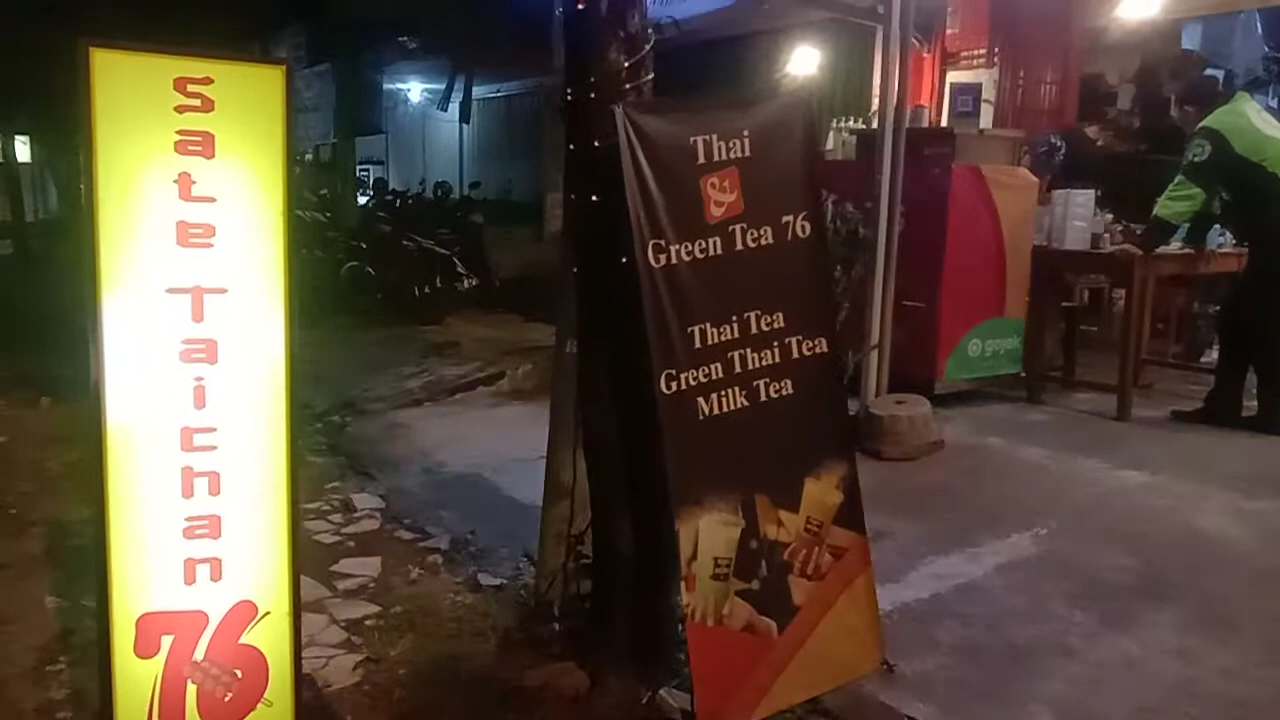 Sate Taichan
76
Thai
&
Green Tea 76
Thai Tea
Green Thai Tea
Milk Tea
gojek